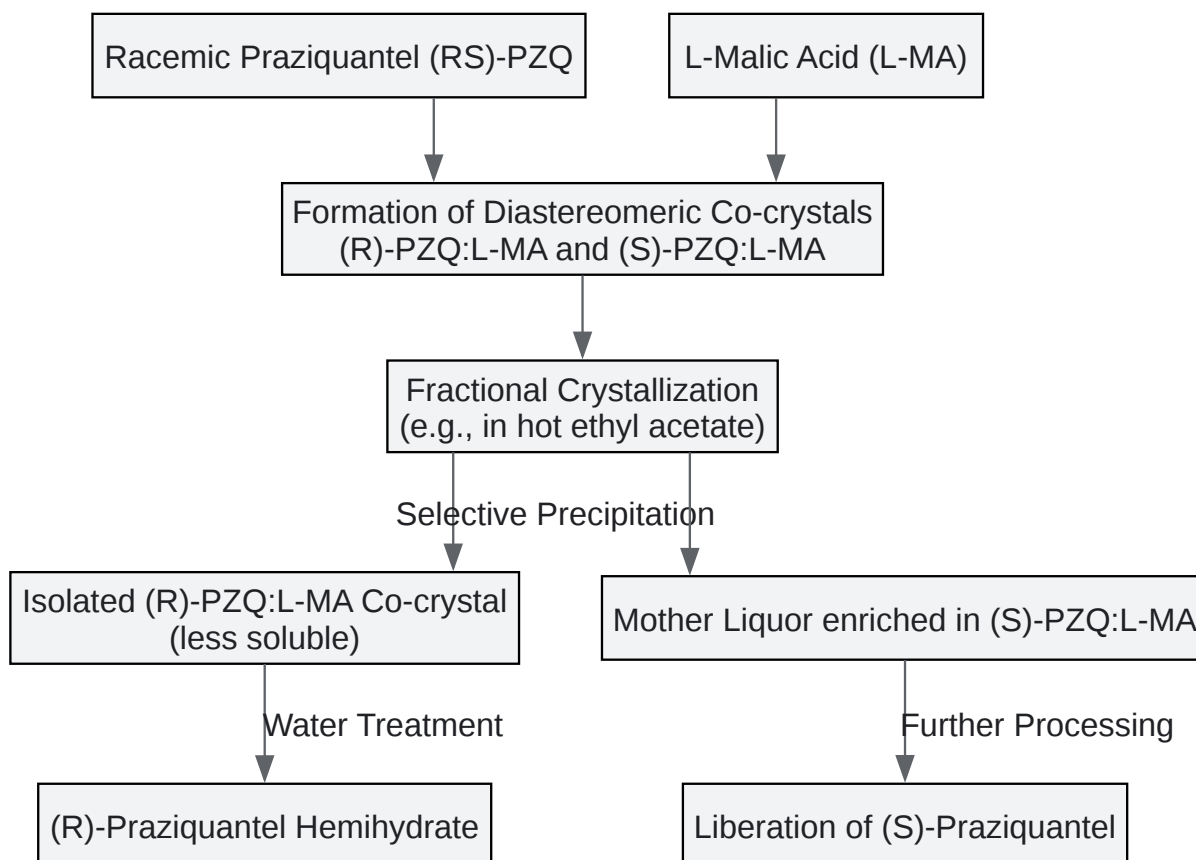 Racemic Praziquantel (RS)-PZQ
L-Malic Acid (L-MA)
Formation of Diastereomeric Co-crystals
(R)-PZQ:L-MA and (S)-PZQ:L-MA
Fractional Crystallization
(e.g., in hot ethyl acetate)
Selective Precipitation
Isolated (R)-PZQ:L-MA Co-crystal
(less soluble)
Mother Liquor enriched in (S)-PZQ:L-MA
Water Treatment
Further Processing
(R)-Praziquantel Hemihydrate
Liberation of (S)-Praziquantel